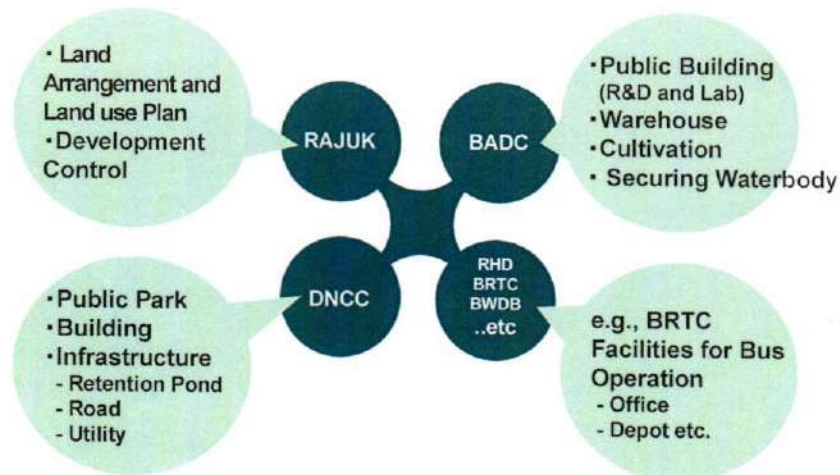 ・Land
Arrangement and
Land use Plan
・Development
Control
RAJUK
BADC
・Public Building
(R&D and Lab)
・Warehouse
・Cultivation
・Securing Waterbody
・Public Park
・Building
・Infrastructure
- Retention Pond
- Road
- Utility
DNCC
RHD
BRTC
BWDB
..etc
e.g., BRTC
Facilities for Bus
Operation
- Office
- Depot etc.